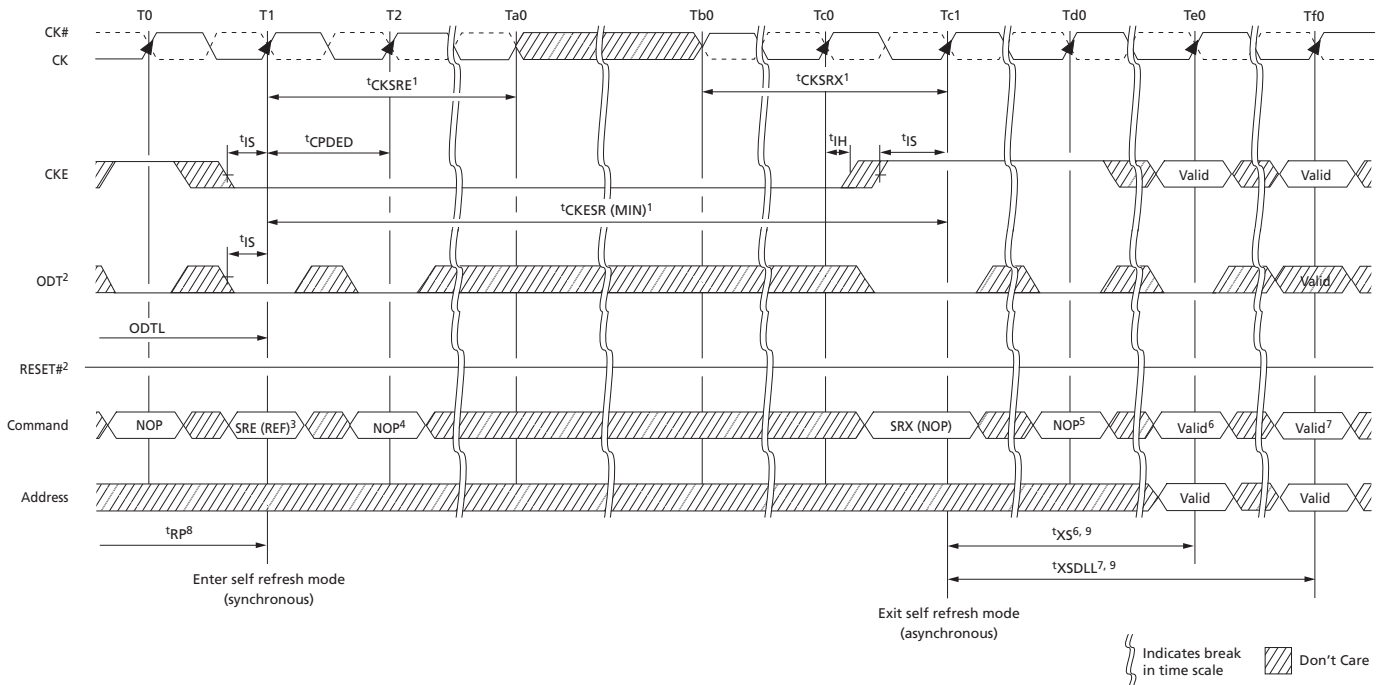 T0 T1 T2 Ta0 Tb0 Tc0 Tc1 Td0 Te0 Tf0
CK#
CK
tCKSRE1 tCKSRX1
tIS tCPDED tIH tIS
CKE Valid Valid
tCKESR (MIN)1
tIS
ODT2 Valid
ODTL
RESET#2
Command NOP SRE (REF)3 NOP4 SRX (NOP) NOP5 Valid6 Valid7
Address Valid Valid
tRP8 tXS6, 9
Enter self refresh mode
(synchronous)
tXSDLL7, 9
Exit self refresh mode
(asynchronous)
Indicates break
in time scale
Don't Care